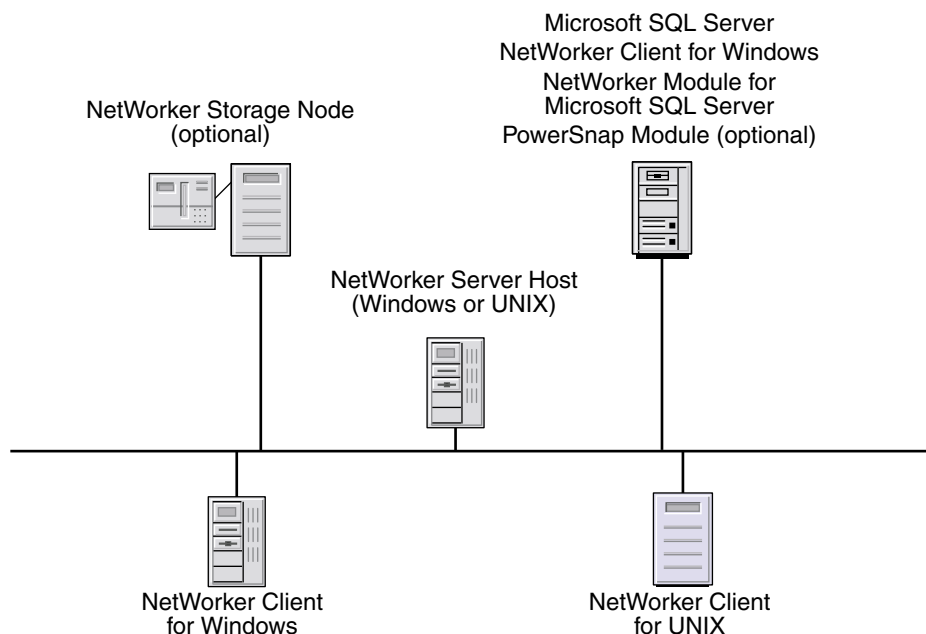 Microsoft SQL Server
NetWorker Client for Windows
NetWorker Module for
Microsoft SQL Server
PowerSnap Module (optional)
NetWorker Storage Node
(optional)
NetWorker Server Host
(Windows or UNIX)
NetWorker Client
for Windows
NetWorker Client
for UNIX